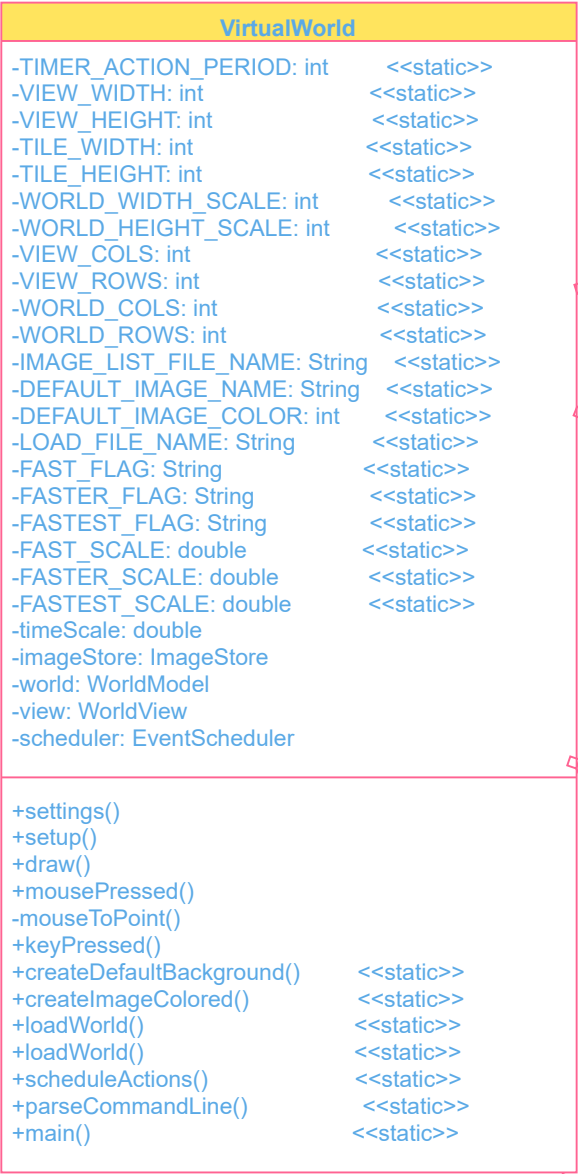 VirtualWorld
-TIMER_ACTION_PERIOD: int <<static>>
-VIEW_WIDTH: int <<static>>
-VIEW_HEIGHT: int <<static>>
-TILE_WIDTH: int <<static>>
-TILE_HEIGHT: int <<static>>
-WORLD_WIDTH_SCALE: int <<static>>
-WORLD_HEIGHT_SCALE: int <<static>>
-VIEW_COLS: int <<static>>
-VIEW_ROWS: int <<static>>
-WORLD_COLS: int <<static>>
-WORLD_ROWS: int <<static>>
-IMAGE_LIST_FILE_NAME: String <<static>>
-DEFAULT_IMAGE_NAME: String <<static>>
-DEFAULT_IMAGE_COLOR: int <<static>>
-LOAD_FILE_NAME: String <<static>>
-FAST_FLAG: String <<static>>
-FASTER_FLAG: String <<static>>
-FASTEST_FLAG: String <<static>>
-FAST_SCALE: double <<static>>
-FASTER_SCALE: double <<static>>
-FASTEST_SCALE: double <<static>>
-timeScale: double
-imageStore: ImageStore
-world: WorldModel
-view: WorldView
-scheduler: EventScheduler
+settings()
+setup()
+draw()
+mousePressed()
-mouseToPoint()
+keyPressed()
+createDefaultBackground() <<static>>
+createImageColored() <<static>>
+loadWorld() <<static>>
+loadWorld() <<static>>
+scheduleActions() <<static>>
+parseCommandLine() <<static>>
+main() <<static>>